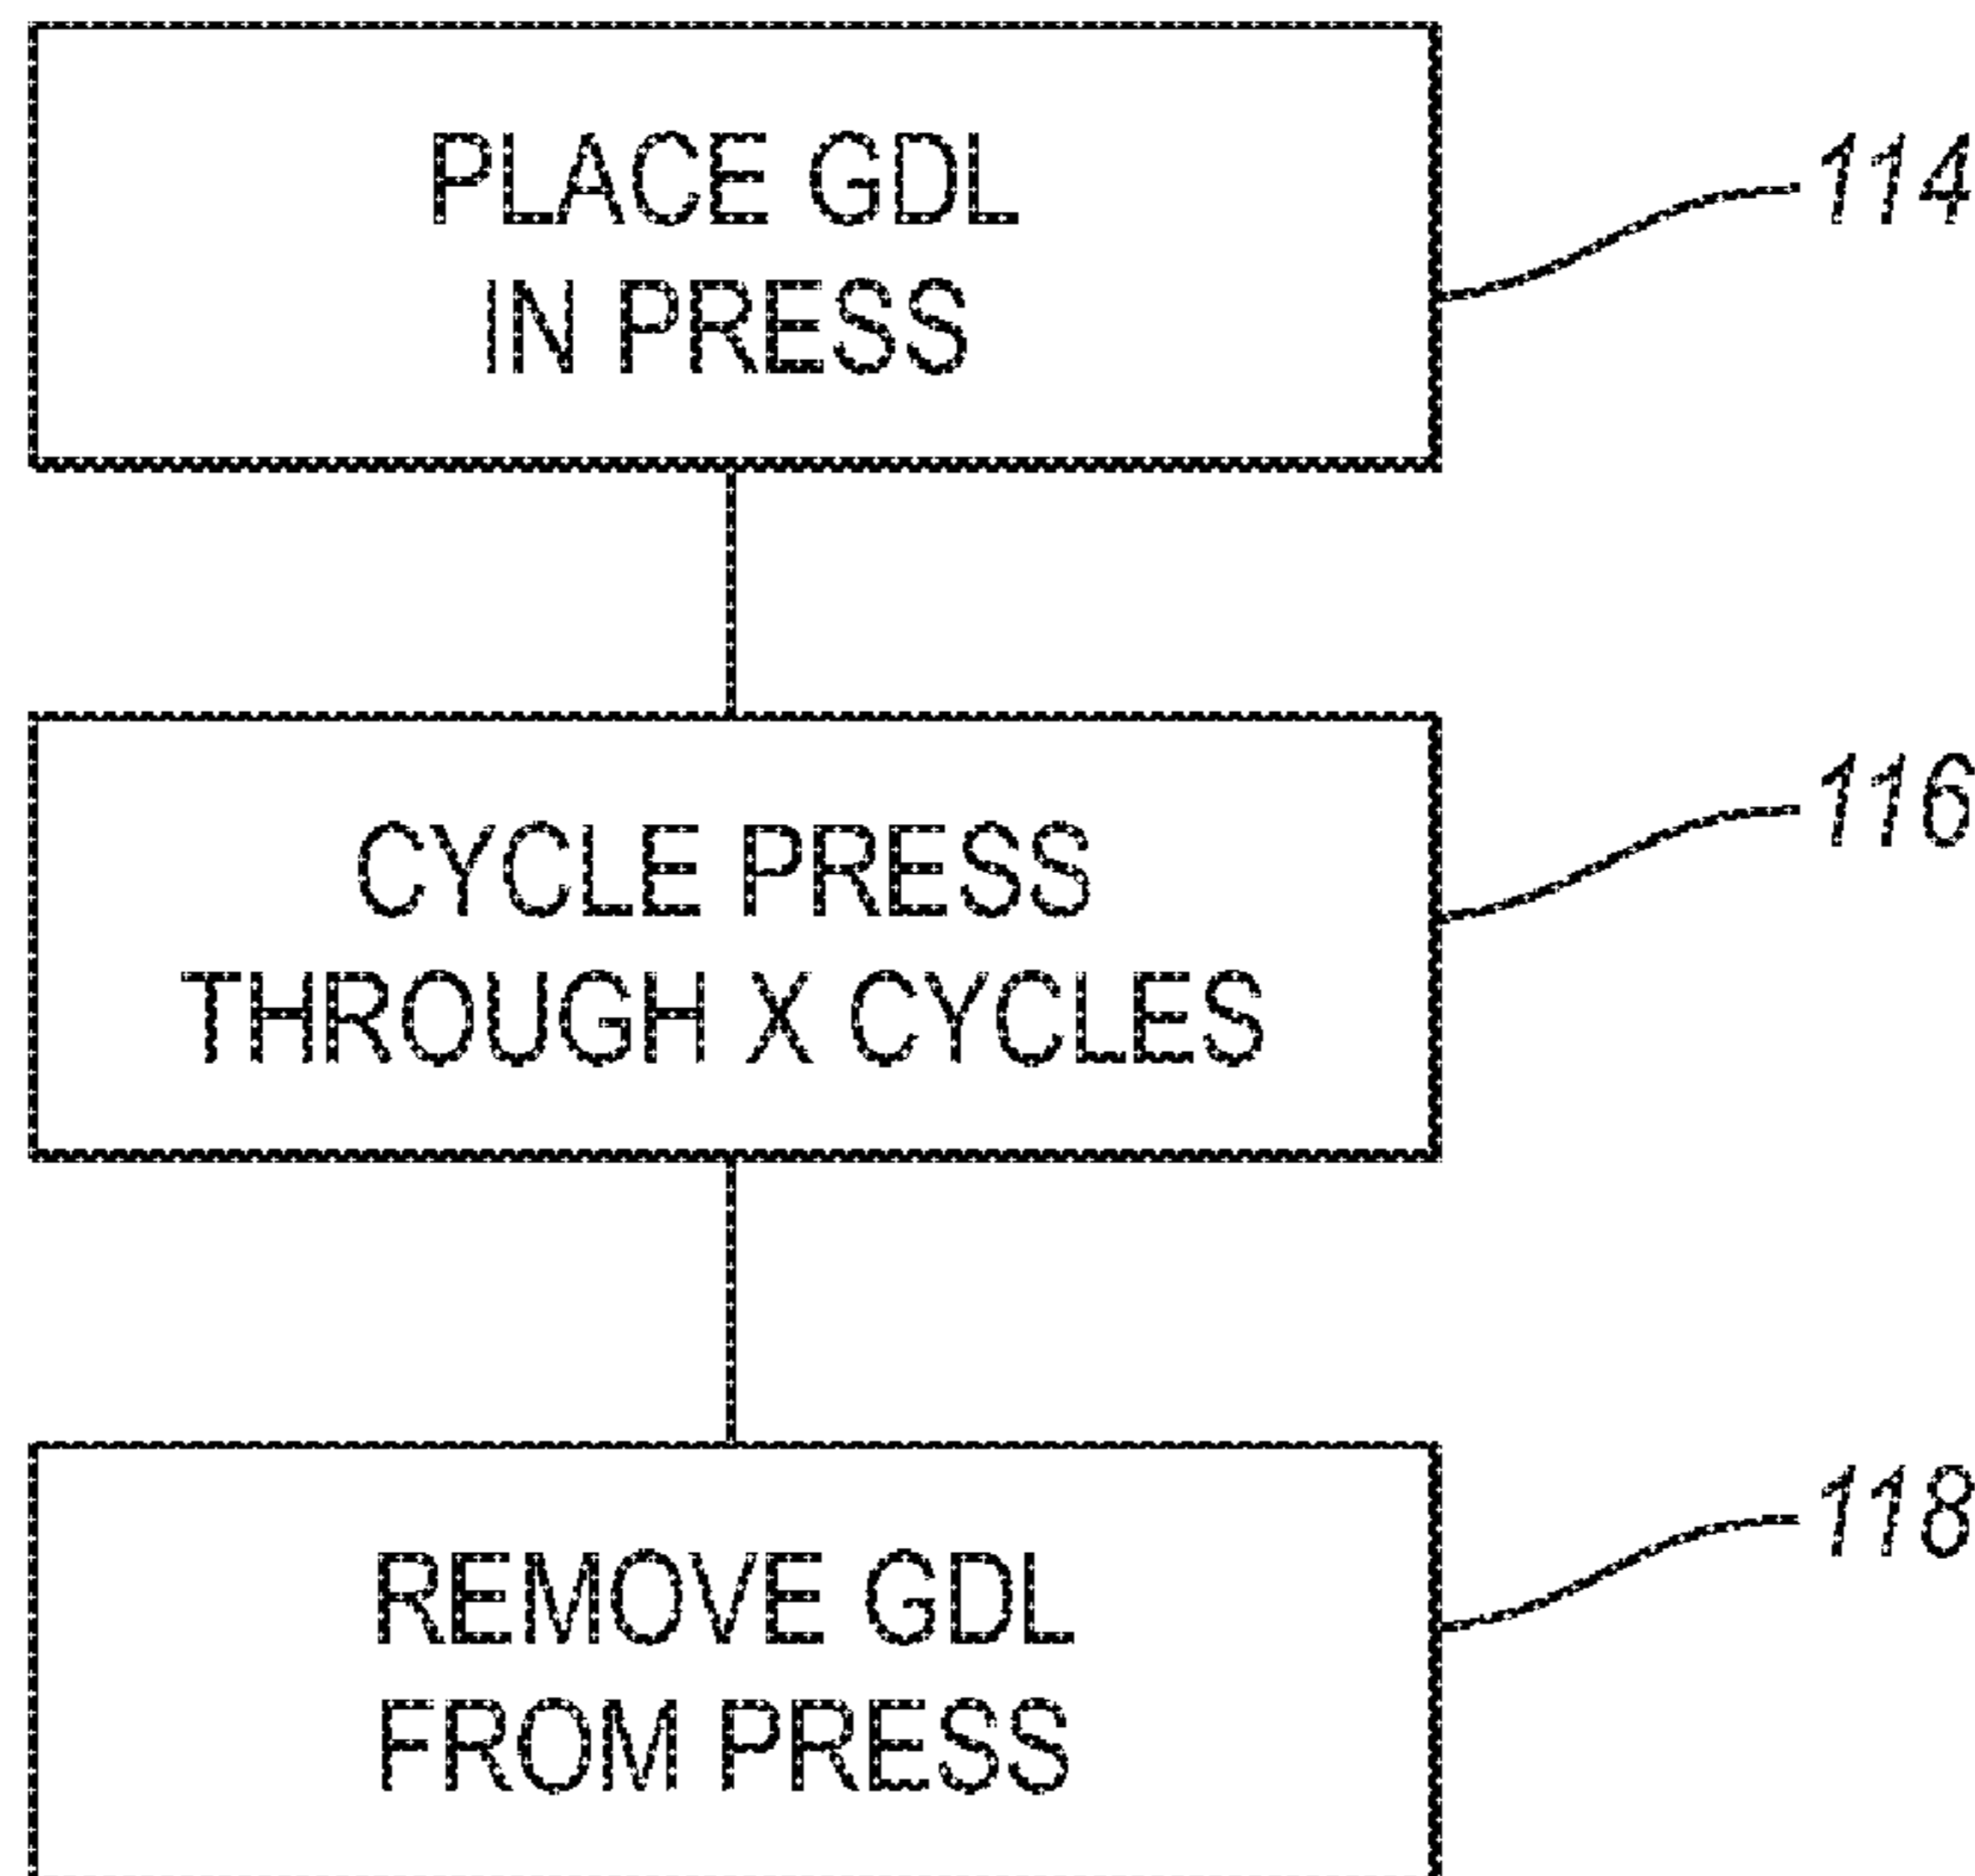 PLACE GDL
IN PRESS
114
CYCLE PRESS
THROUGH X CYCLES
116
REMOVE GDL
FROM PRESS
118